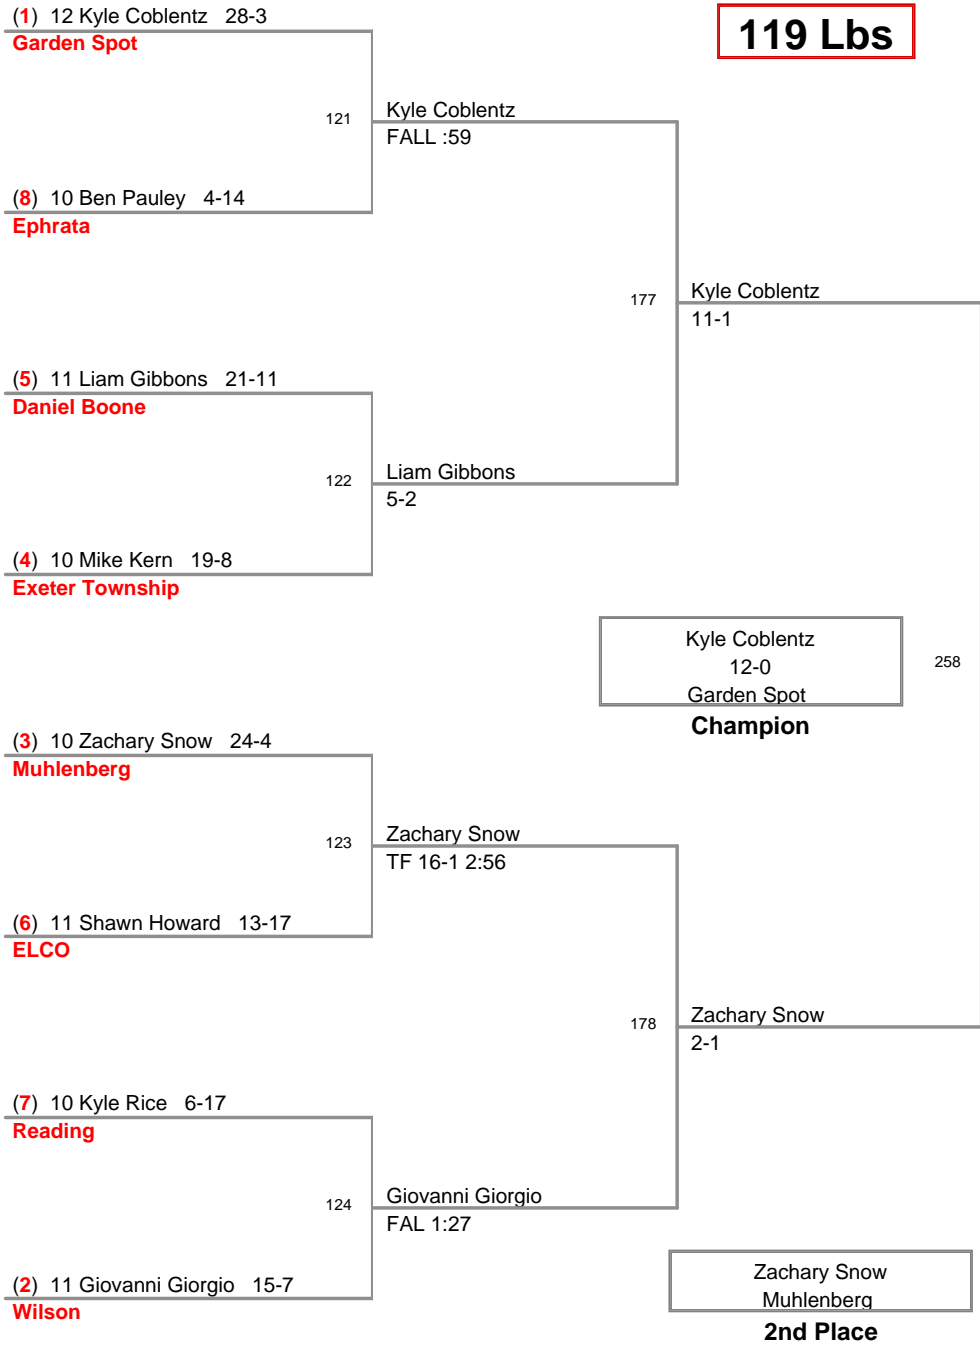 (1) 12 Kyle Coblentz 28-3
Garden Spot
119 Lbs
121
Kyle Coblentz
FALL :59
(8) 10 Ben Pauley 4-14
Ephrata
177
Kyle Coblentz
11-1
(5) 11 Liam Gibbons 21-11
Daniel Boone
122
Liam Gibbons
5-2
(4) 10 Mike Kern 19-8
Exeter Township
Kyle Coblentz
12-0
Garden Spot
258
Champion
(3) 10 Zachary Snow 24-4
Muhlenberg
123
Zachary Snow
TF 16-1 2:56
(6) 11 Shawn Howard 13-17
ELCO
178
Zachary Snow
2-1
(7) 10 Kyle Rice 6-17
Reading
124
Giovanni Giorgio
FAL 1:27
(2) 11 Giovanni Giorgio 15-7
Wilson
Zachary Snow
Muhlenberg
2nd Place